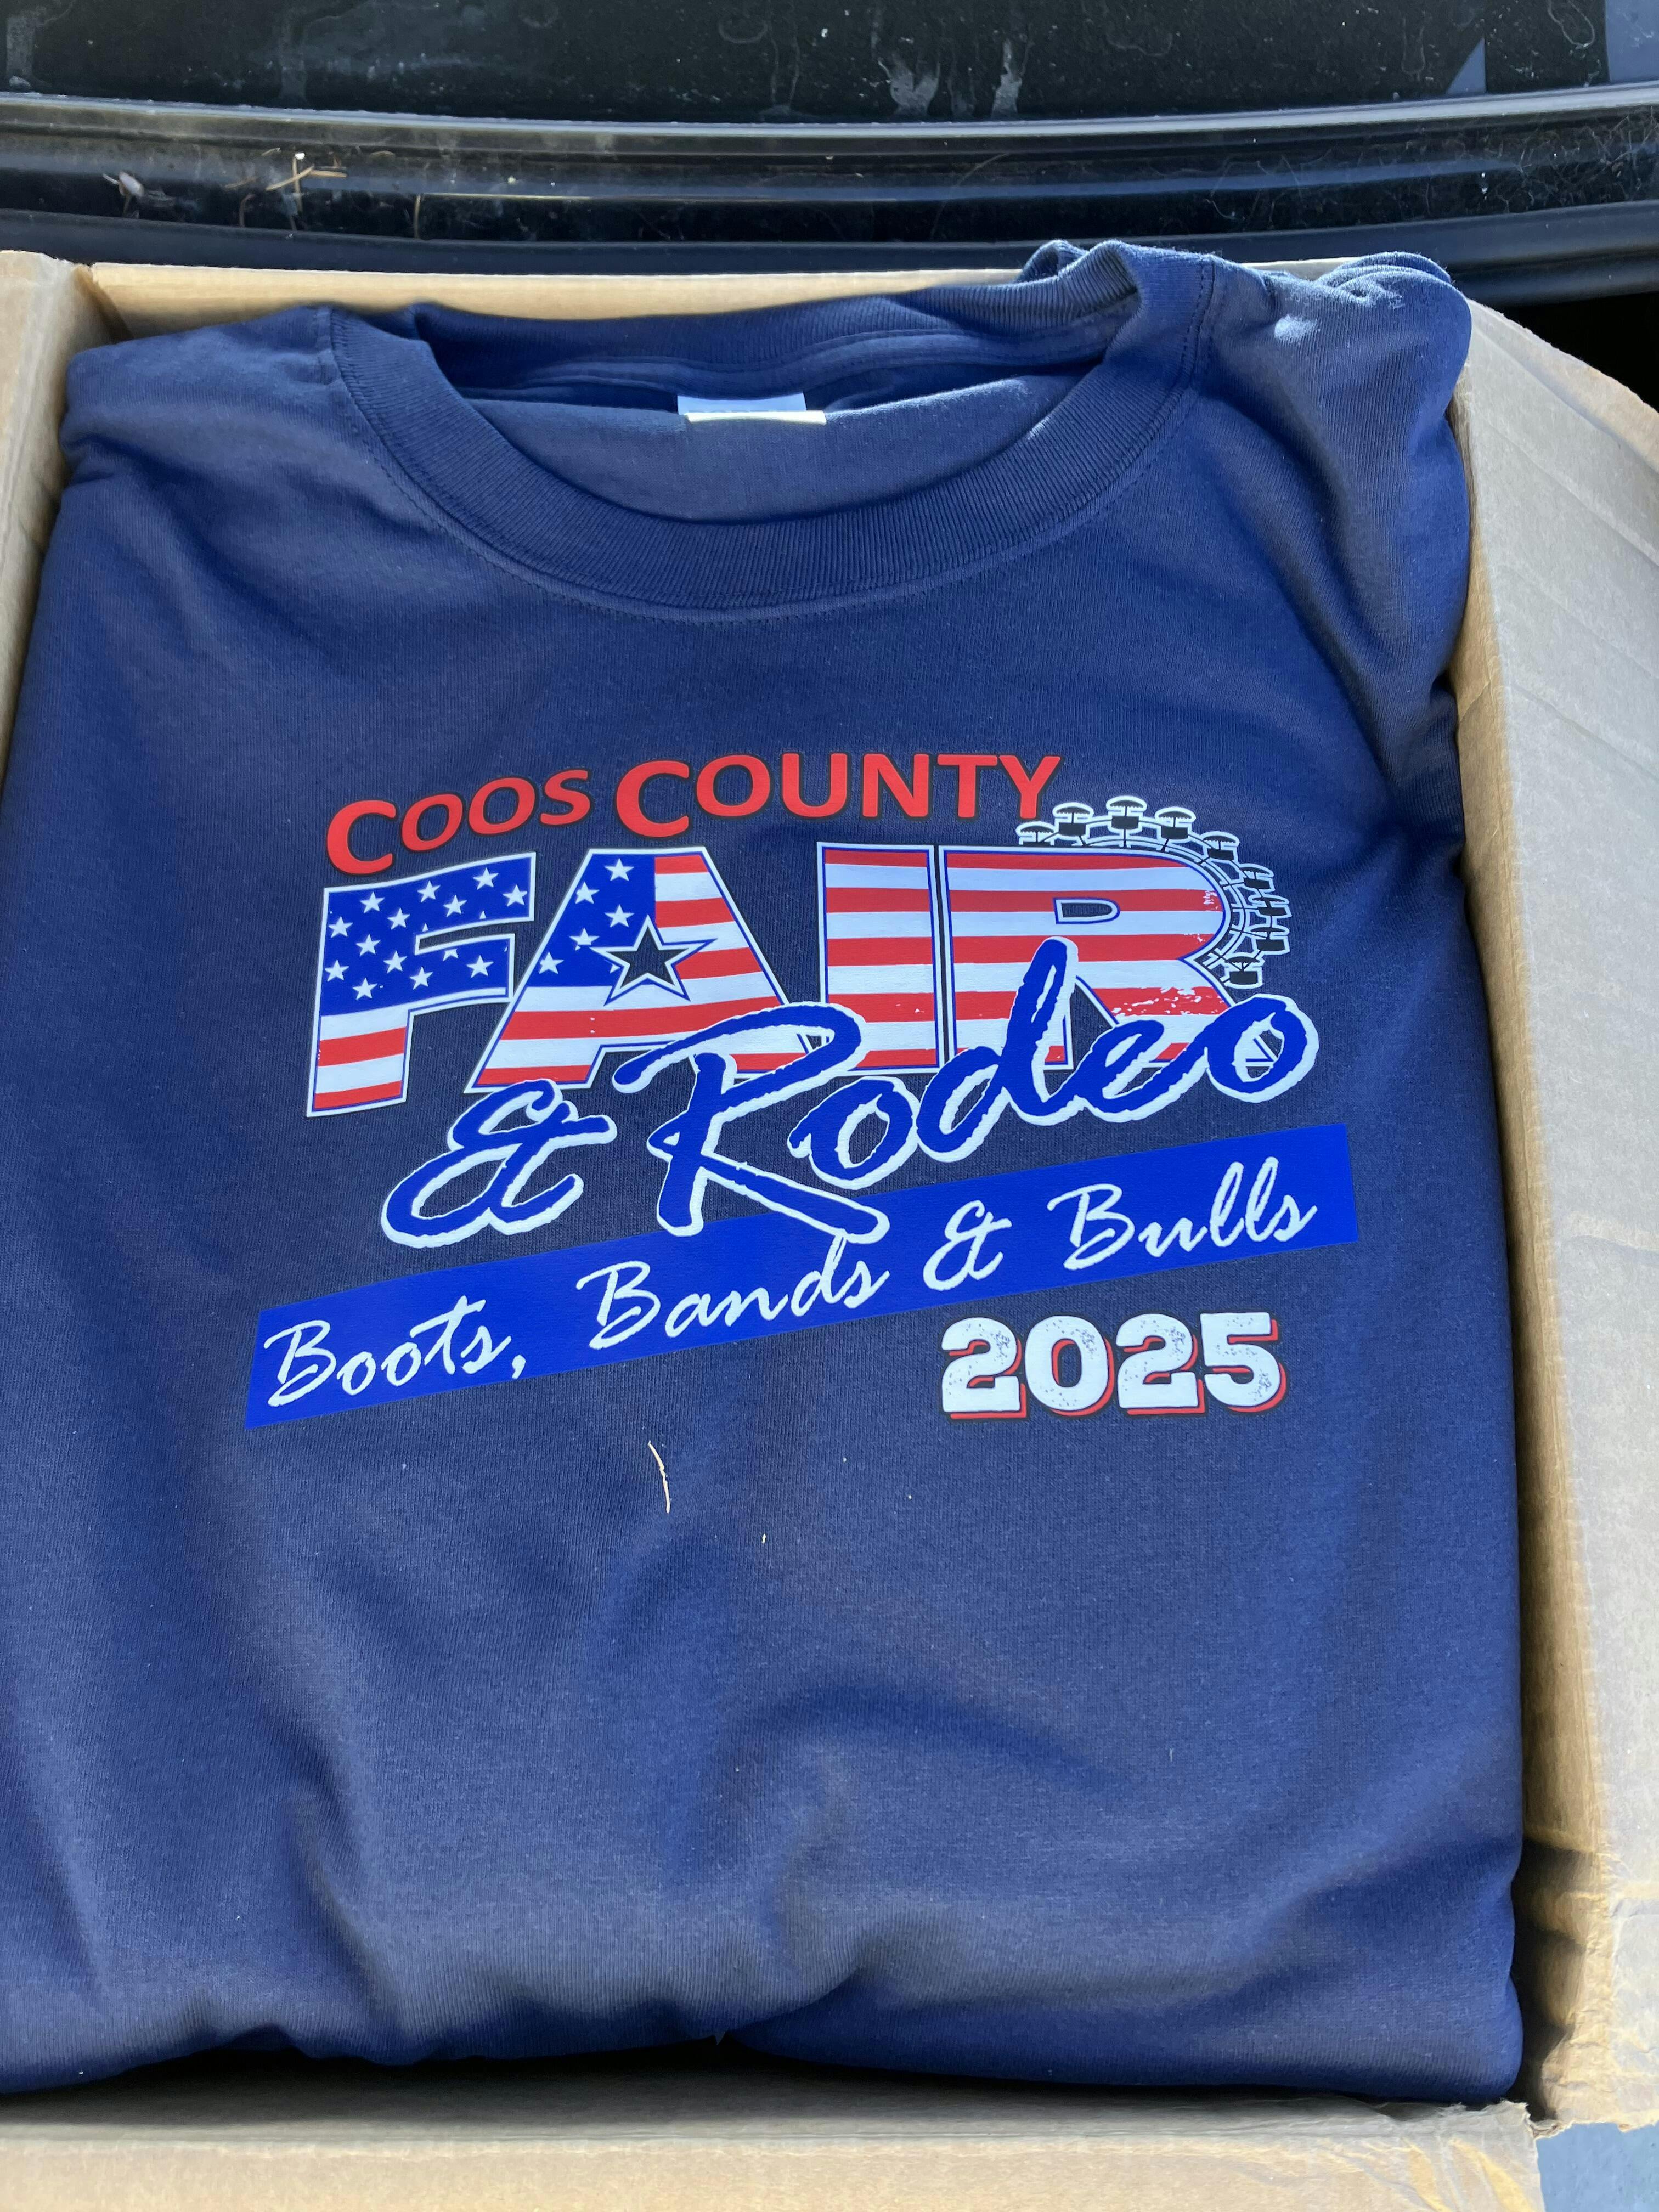 COOS COUNTY
FAIR
& Rodeo
Boots, Bands & Bulls
2025